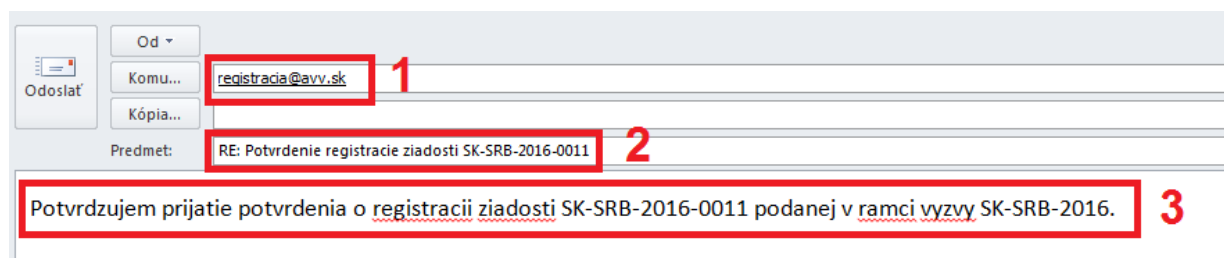 Od
Odoslať
Komu...
registracia@avv.sk
1
Kópia...
Predmet:
RE: Potvrdenie registracie ziadosti SK-SRB-2016-0011
2
Potvrdzujem prijatie potvrdenia o registracii ziadosti SK-SRB-2016-0011 podanej v ramci vyzvy SK-SRB-2016.
3